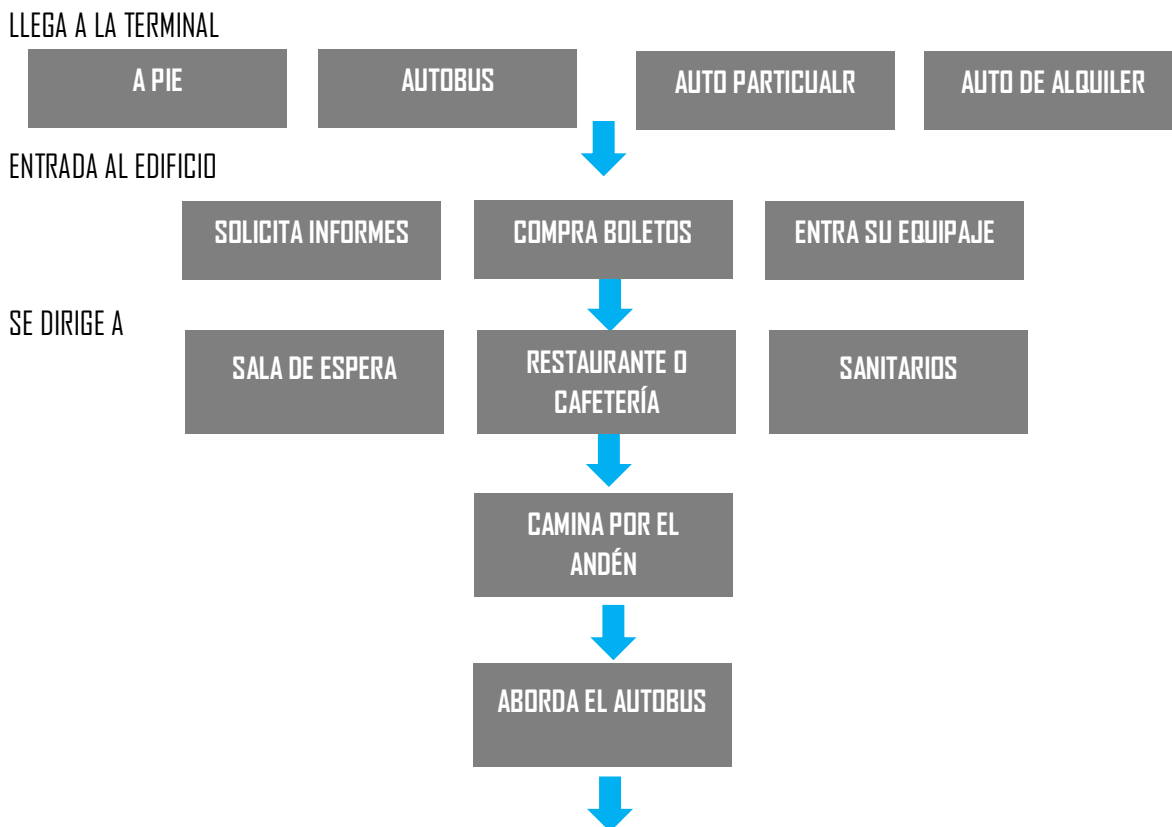 LLEGA A LA TERMINAL
A PIE
AUTOBUS
AUTO PARTICUALR
AUTO DE ALQUILER
ENTRADA AL EDIFICIO
SOLICITA INFORMES
COMPRA BOLETOS
ENTRA SU EQUIPAJE
SE DIRIGE A
SALA DE ESPERA
RESTAURANTE O
CAFETERÍA
SANITARIOS
CAMINA POR EL
ANDÉN
ABORDA EL AUTOBUS